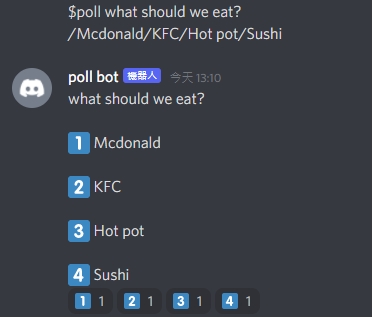 $poll what should we eat?
/Mcdonald/KFC/Hot pot/Sushi
poll bot 機器人 今天 13:10
what should we eat?
1 Mcdonald
2 KFC
3 Hot pot
4 Sushi
1 1 2 1 3 1 4 1